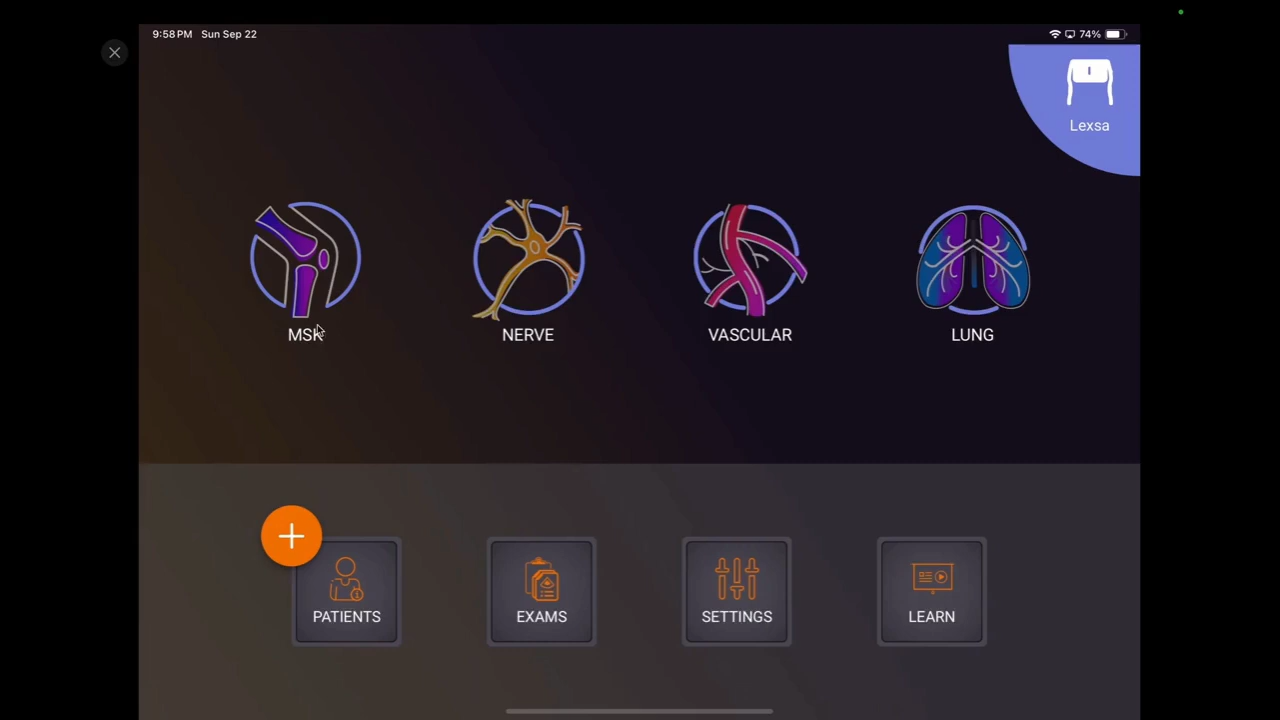 9:58 PM Sun Sep 22
74%
Lexsa
MSK
NERVE
VASCULAR
LUNG
PATIENTS
EXAMS
SETTINGS
LEARN